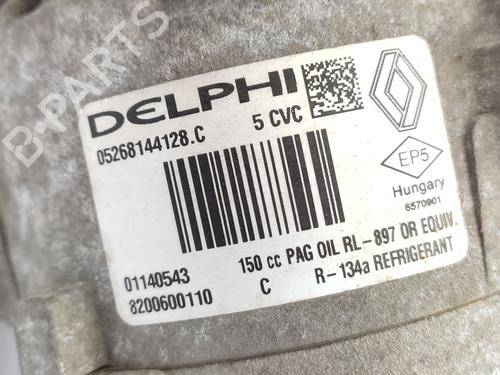 B-PARTS
DELPHI
05268144128.C
5 CVC
EP5
Hungary
6570901
01140543
8200600110
150 cc PAG OIL RL-897 OR EQUIV.
C
R-134a REFRIGERANT